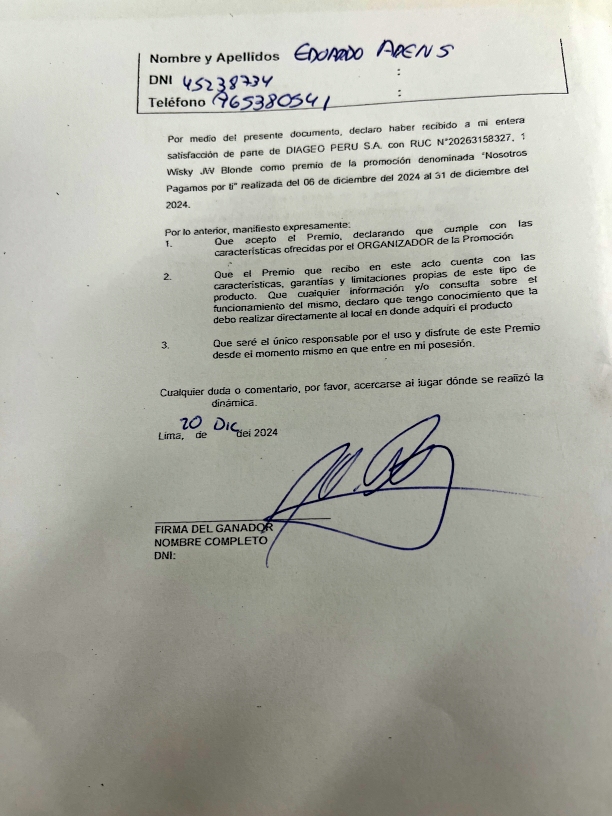 Nombre y Apellidos EDUARDO ARENS
DNI 45238734 :
Teléfono 965380541 :
Por medio del presente documento, declaro haber recibido a mi entera
satisfacción de parte de DIAGEO PERU S.A. con RUC N°20263158327, 1
Wisky JW Blonde como premio de la promoción denominada "Nosotros
Pagamos por ti" realizada del 06 de diciembre del 2024 al 31 de diciembre del
2024.
Por lo anterior, manifiesto expresamente:
1. Que acepto el Premio, declarando que cumple con las
características ofrecidas por el ORGANIZADOR de la Promoción
2. Que el Premio que recibo en este acto cuenta con las
características, garantías y limitaciones propias de este tipo de
producto. Que cualquier información y/o consulta sobre el
funcionamiento del mismo, declaro que tengo conocimiento que la
debo realizar directamente al local en donde adquirí el producto
3. Que seré el único responsable por el uso y disfrute de este Premio
desde el momento mismo en que entre en mi posesión.
Cualquier duda o comentario, por favor, acercarse al lugar dónde se realizó la
dinámica.
Lima, 20 de DIC del 2024
FIRMA DEL GANADOR
NOMBRE COMPLETO
DNI: